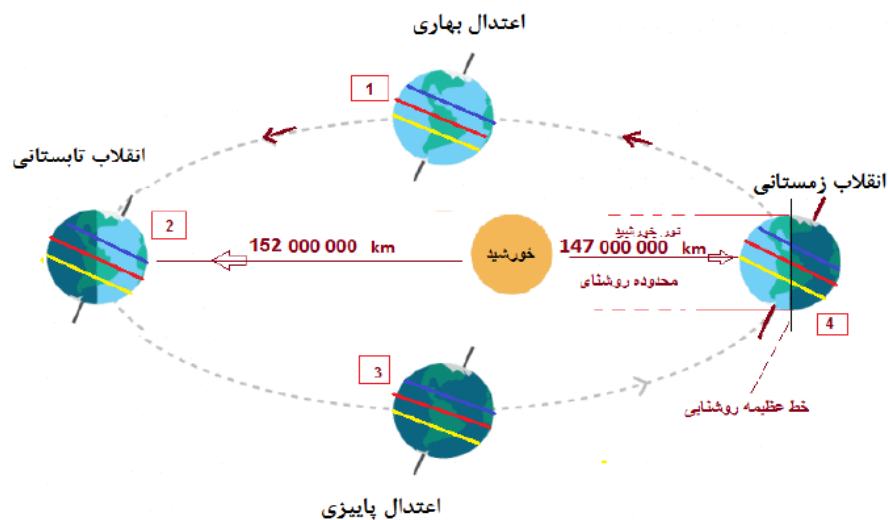 اعتدال بهاری
1
انقلاب تابستانی
انقلاب زمستانی
2
152 000 000 km
خورشید
نور خورشید
147 000 000 km
محدوده روشنای
4
3
خط عظیمه روشنایی
اعتدال پاییزی